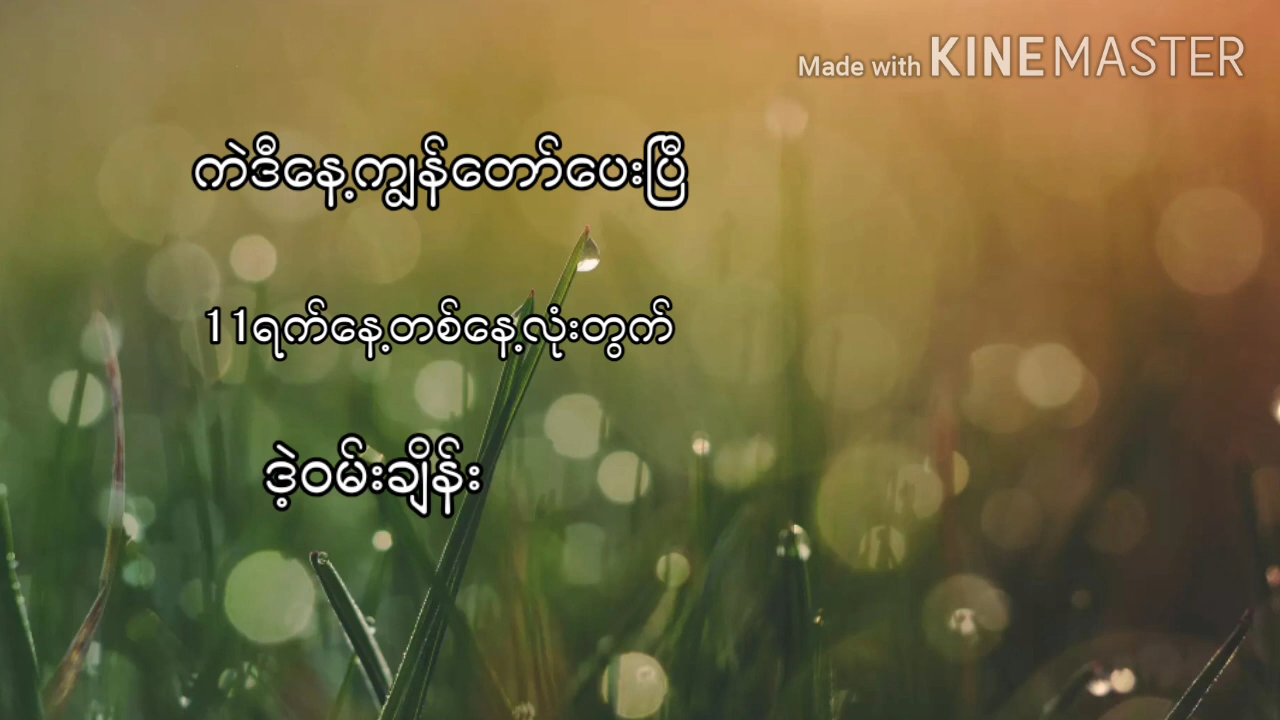 Made with KINEMASTER
ကဲဒီနေ့ကျွန်တော်ပေးပြီ
11ရက်နေ့တစ်နေ့လုံးတွက်
ဒဲ့ဝမ်းချိန်း